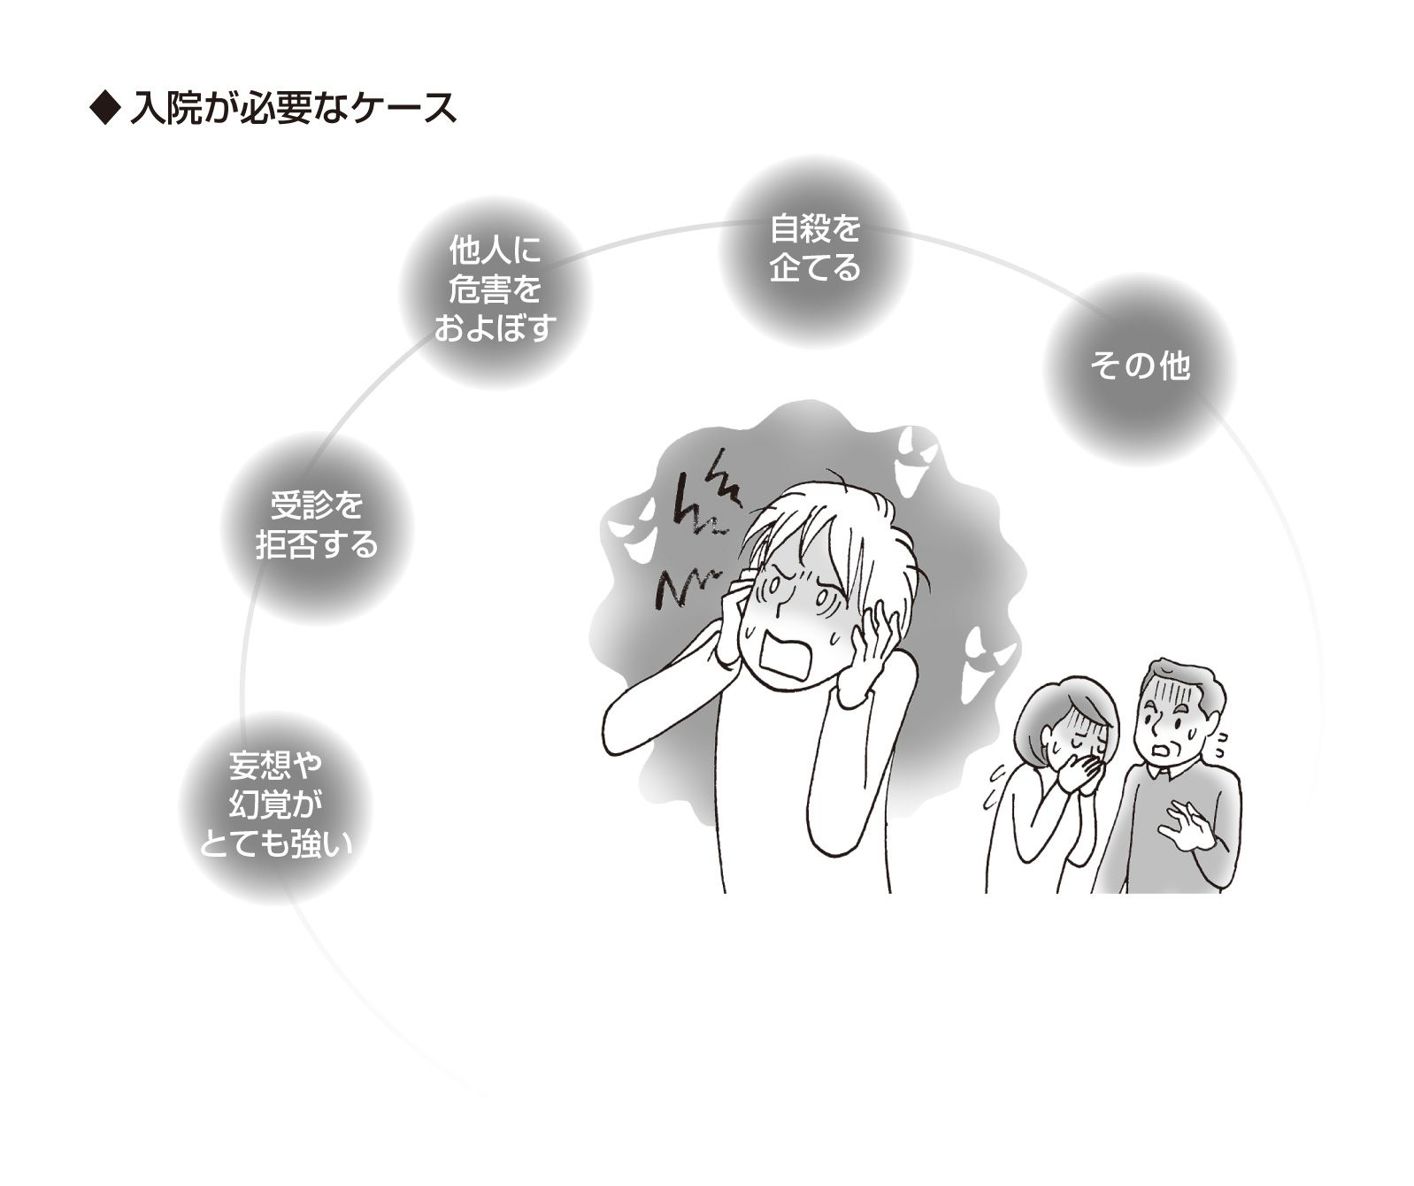 ◆ 入院が必要なケース
自殺を
企てる
他人に
危害を
およぼす
その他
受診を
拒否する
妄想や
幻覚が
とても強い